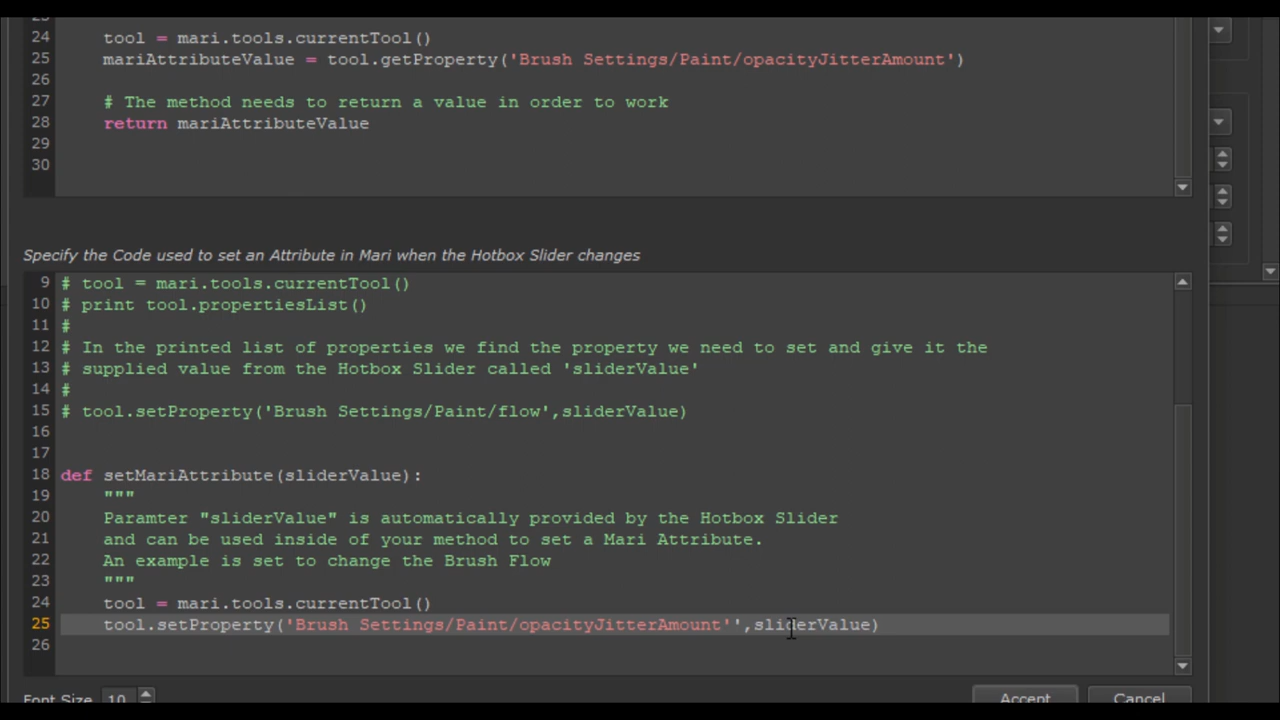 24 tool = mari.tools.currentTool()
25 mariAttributeValue = tool.getProperty('Brush Settings/Paint/opacityJitterAmount')
26
27 # The method needs to return a value in order to work
28 return mariAttributeValue
29
30
Specify the Code used to set an Attribute in Mari when the Hotbox Slider changes
9 # tool = mari.tools.currentTool()
10 # print tool.propertiesList()
11 #
12 # In the printed list of properties we find the property we need to set and give it the
13 # supplied value from the Hotbox Slider called 'sliderValue'
14 #
15 # tool.setProperty('Brush Settings/Paint/flow',sliderValue)
16
17
18 def setMariAttribute(sliderValue):
19 """
20 Paramter "sliderValue" is automatically provided by the Hotbox Slider
21 and can be used inside of your method to set a Mari Attribute.
22 An example is set to change the Brush Flow
23 """
24 tool = mari.tools.currentTool()
25 tool.setProperty('Brush Settings/Paint/opacityJitterAmount'',sliderValue)
26
Font Size 10 Accept Cancel